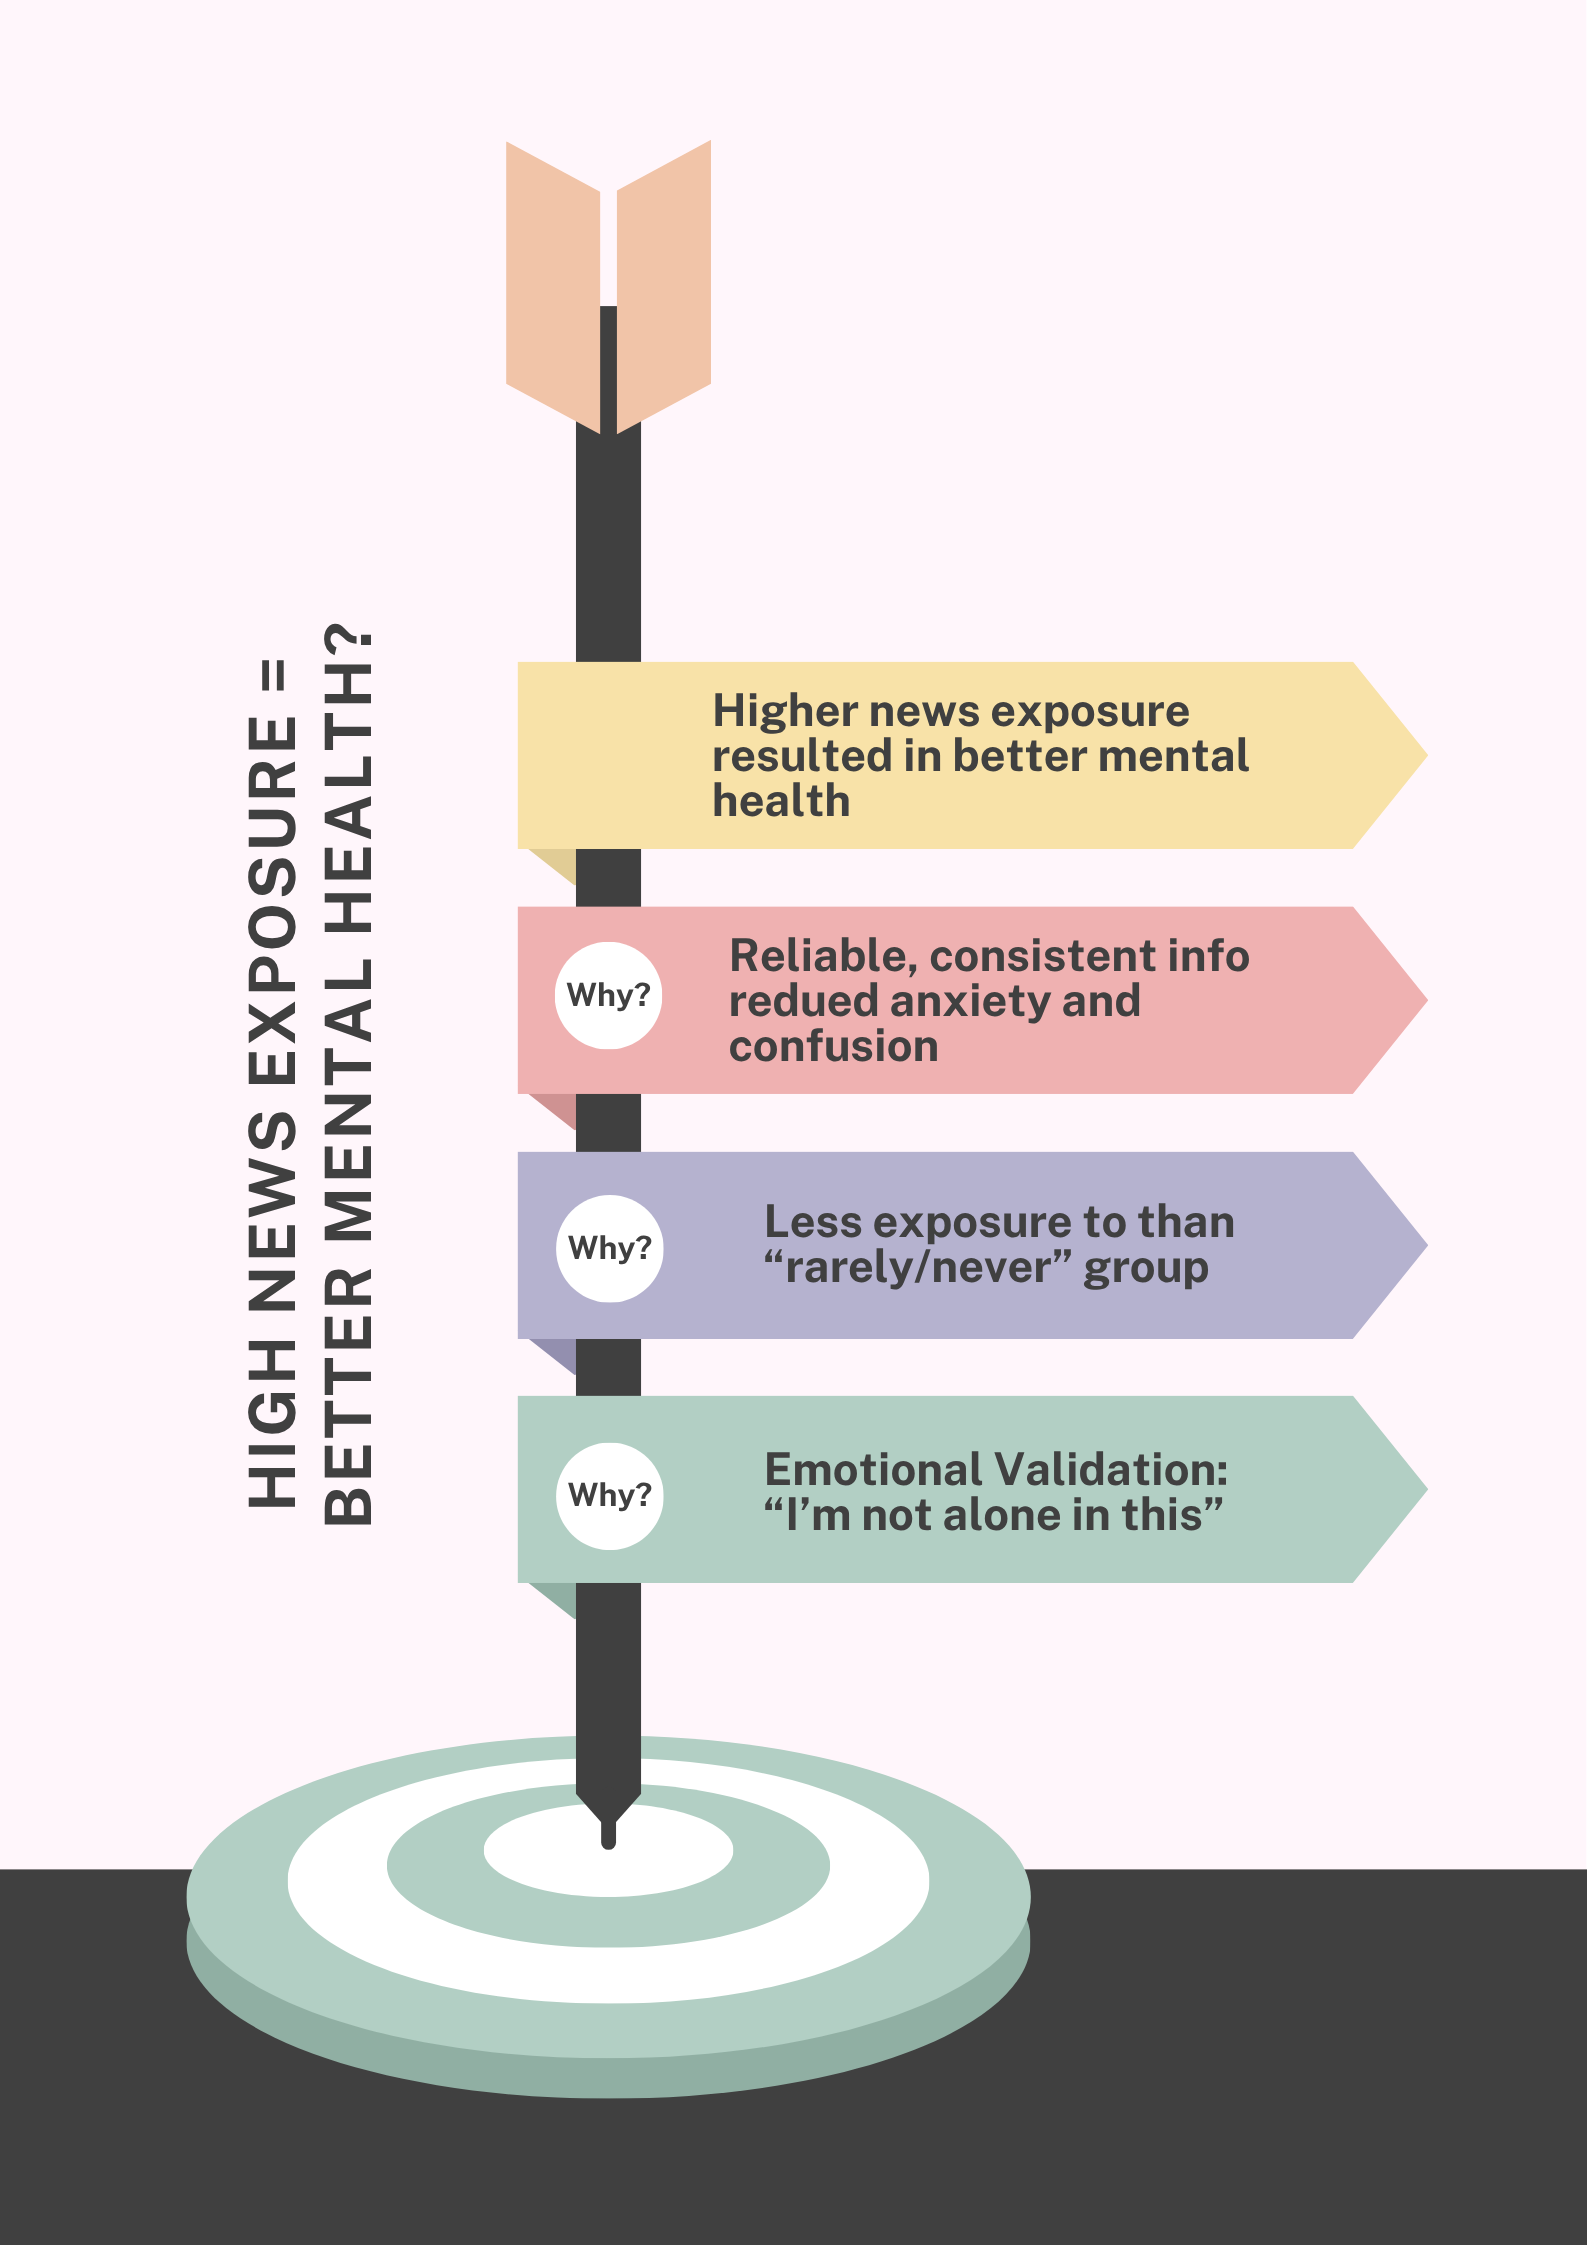 HIGH NEWS EXPOSURE =
BETTER MENTAL HEALTH?
Higher news exposure
resulted in better mental
health
Why?
Reliable, consistent info
redued anxiety and
confusion
Why?
Less exposure to than
“rarely/never” group
Why?
Emotional Validation:
“I’m not alone in this”